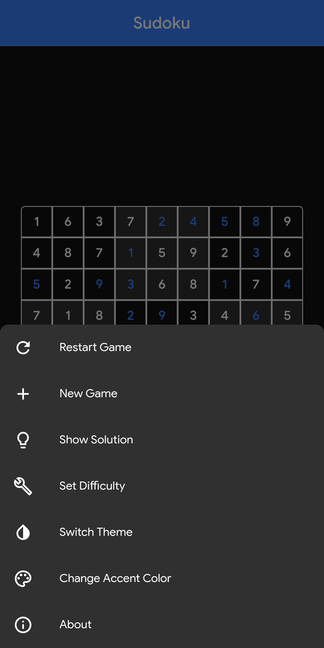 Sudoku
1 6 3 7 2 4 5 8 9
4 8 7 1 5 9 2 3 6
5 2 9 3 6 8 1 7 4
7 1 8 2 9 3 4 6 5
Restart Game
New Game
Show Solution
Set Difficulty
Switch Theme
Change Accent Color
About